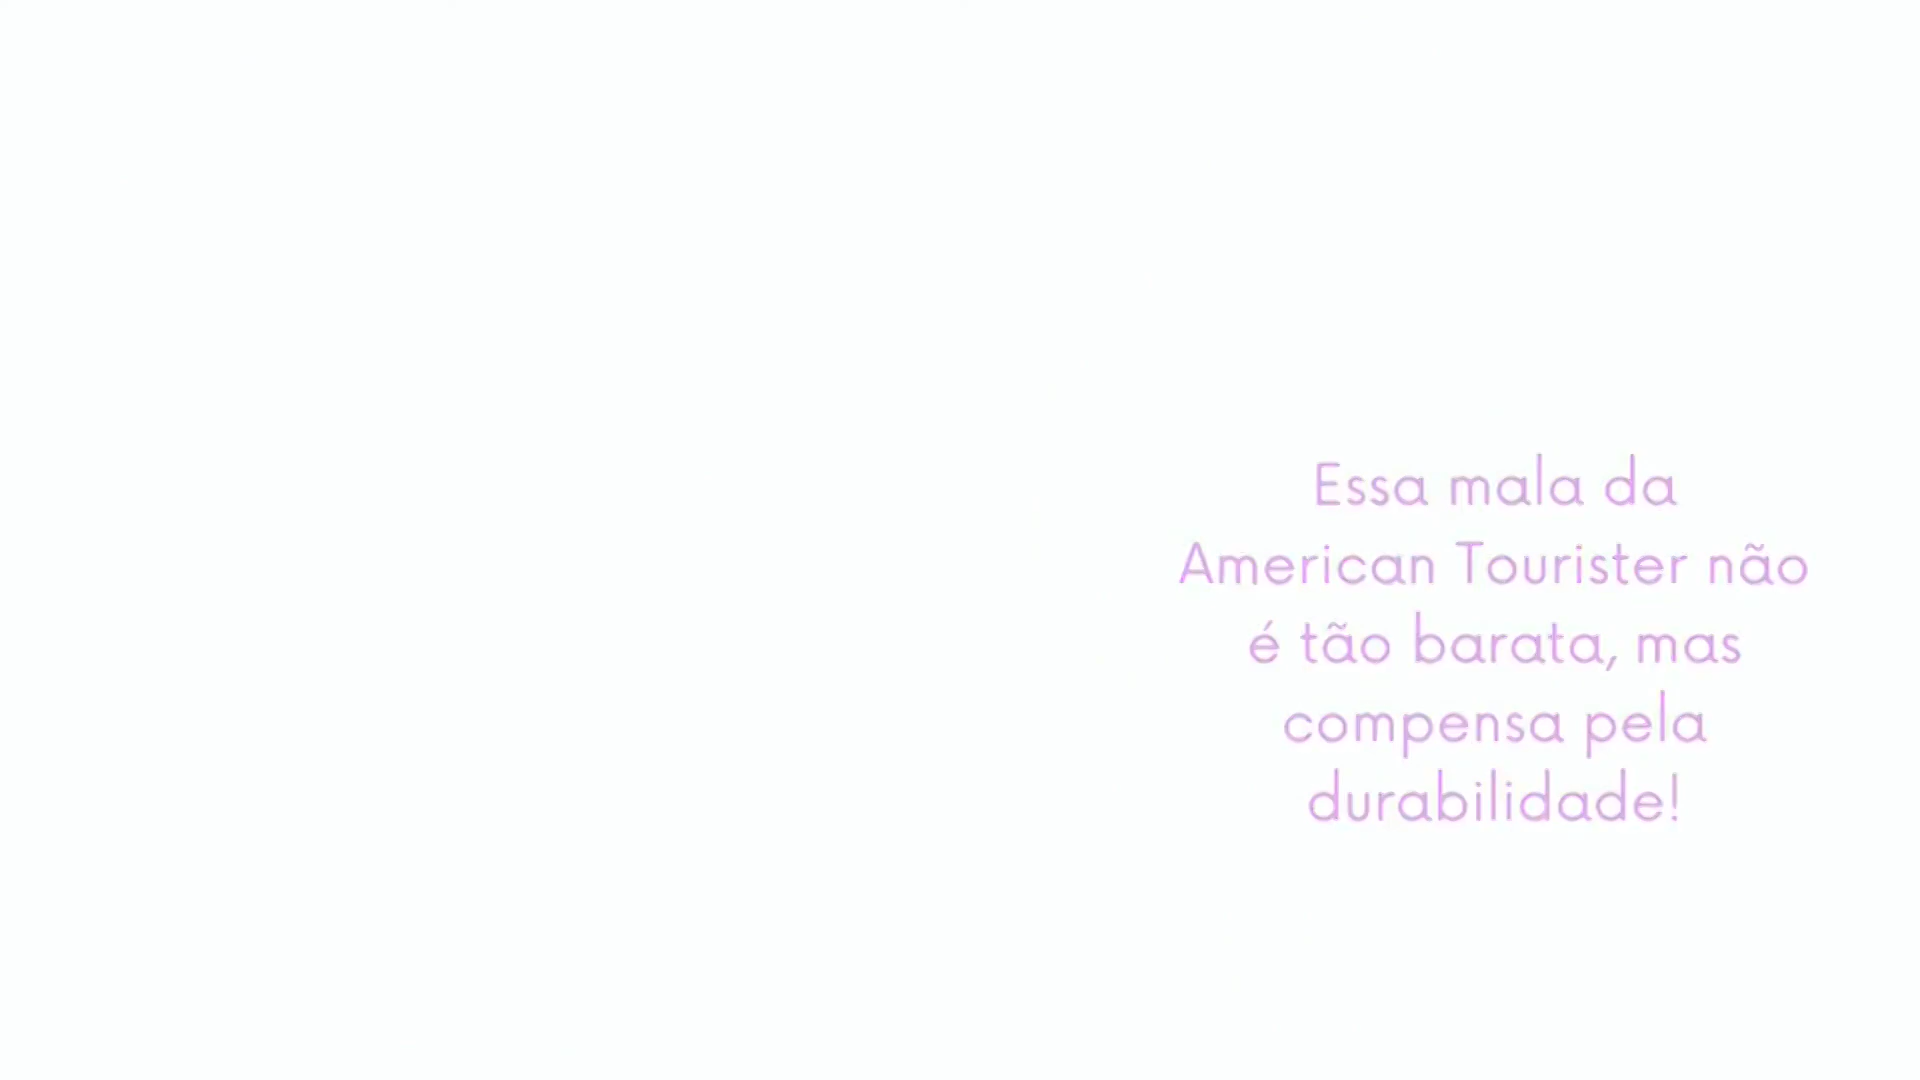 Essa mala da
American Tourister não
é tão barata, mas
compensa pela
durabilidade!